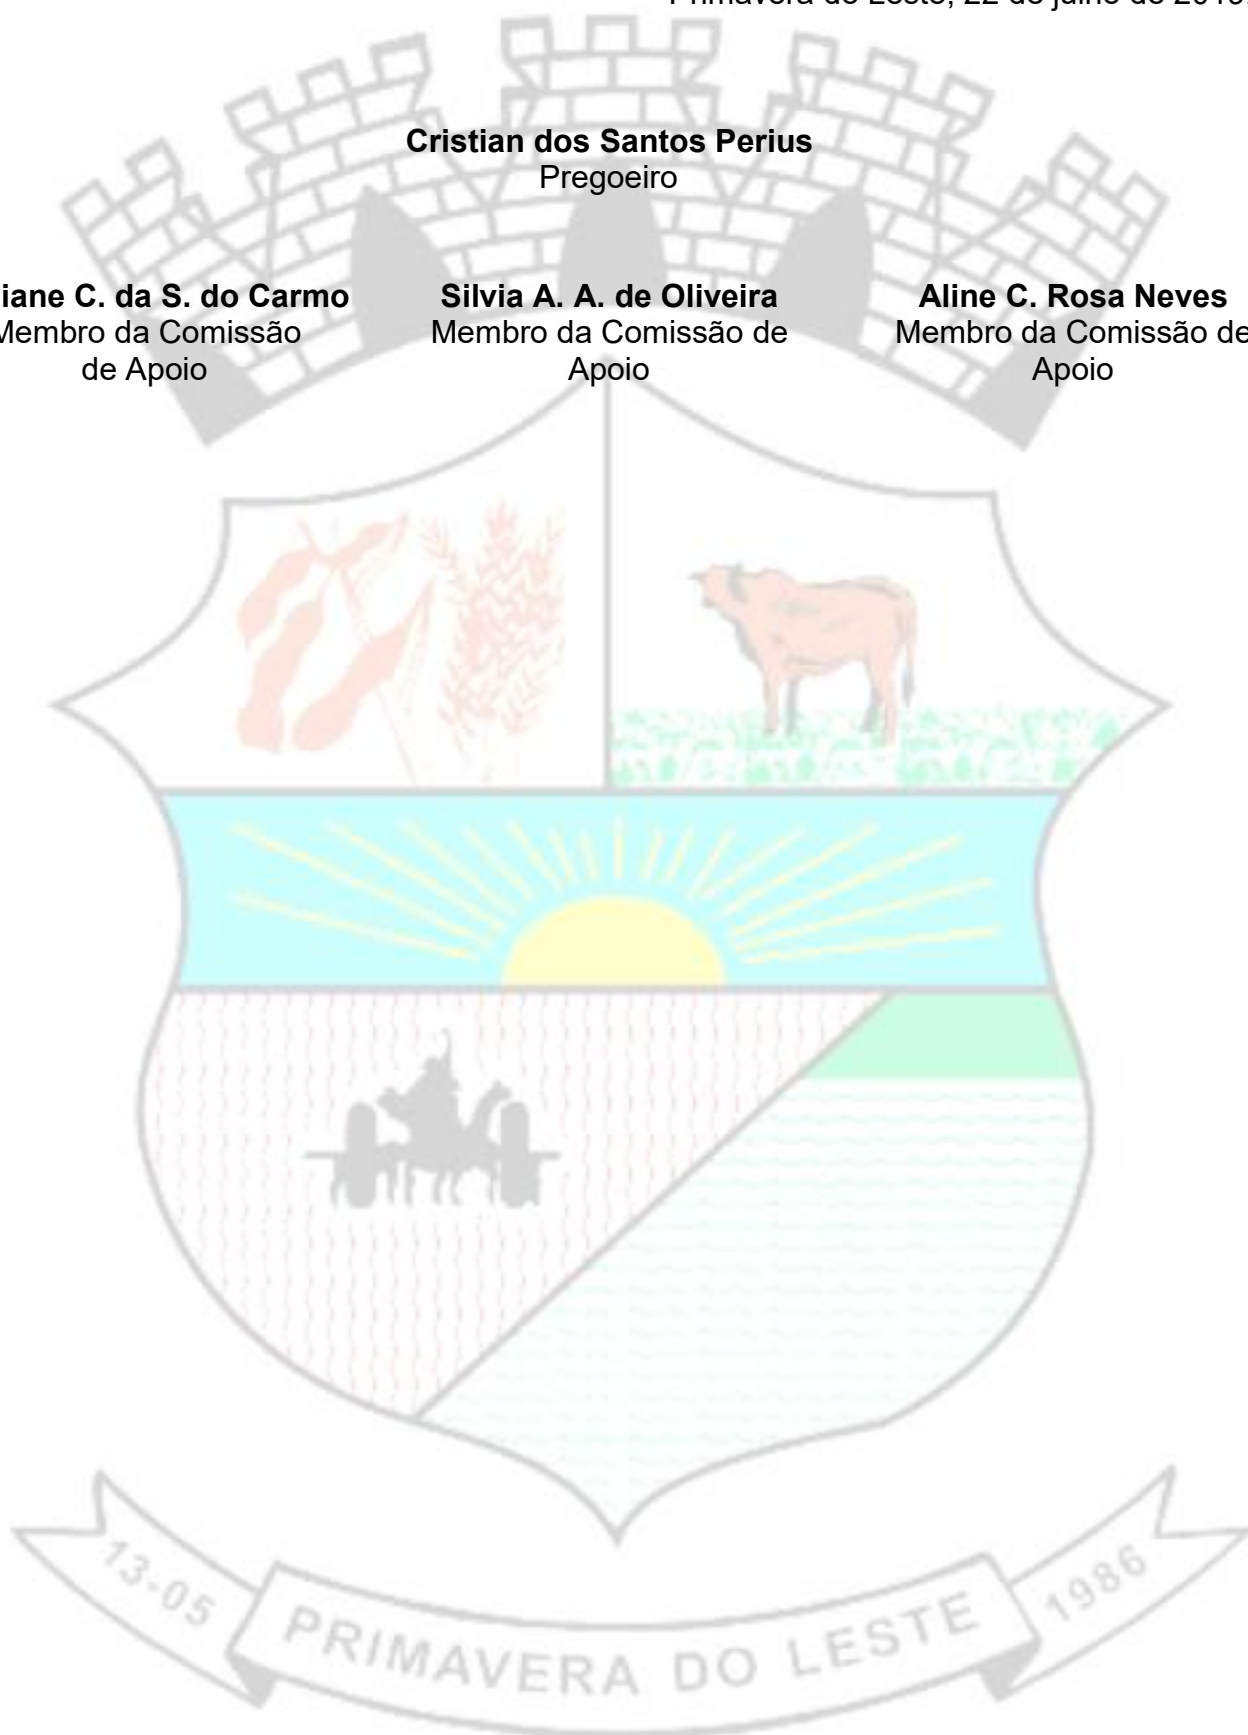 Primavera do Leste, 22 de julho de 2019.
Cristian dos Santos Perius
Pregoeiro
iane C. da S. do Carmo
Membro da Comissão
de Apoio
Silvia A. A. de Oliveira
Membro da Comissão de
Apoio
Aline C. Rosa Neves
Membro da Comissão de
Apoio
13-05
PRIMAVERA DO LESTE
1986